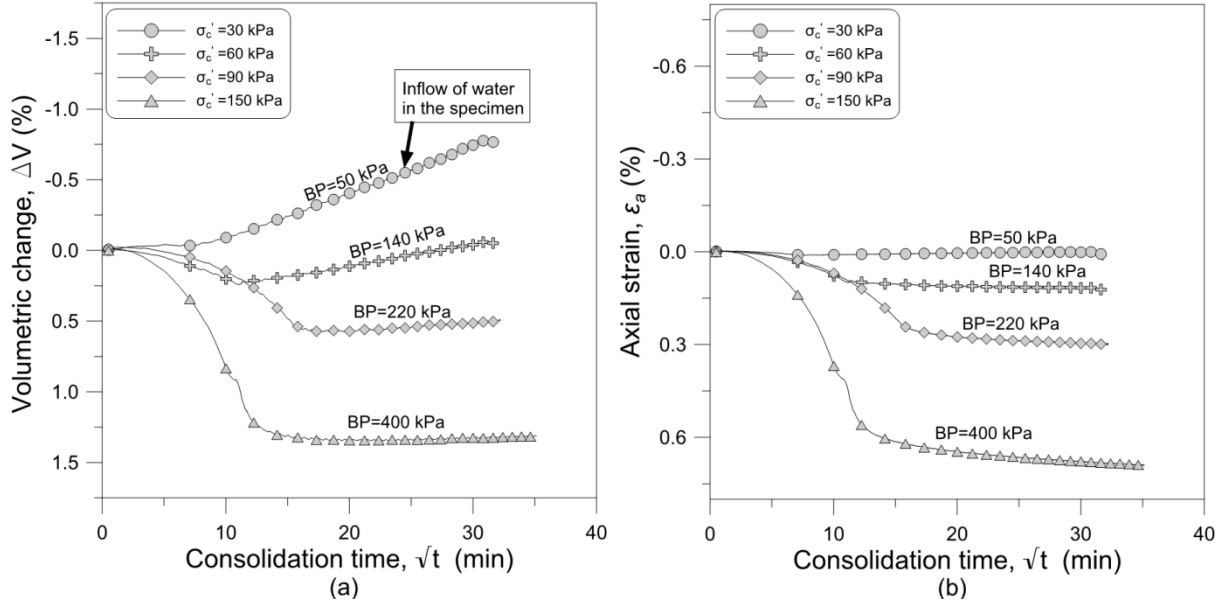 σc'=30 kPa
σc'=60 kPa
σc'=90 kPa
σc'=150 kPa
Inflow of water
in the specimen
BP=50 kPa
BP=140 kPa
BP=220 kPa
BP=400 kPa
-1.5
-1.0
-0.5
0.0
0.5
1.0
1.5
Volumetric change, ΔV (%)
0 10 20 30 40
Consolidation time, √t (min)
(a)
σc'=30 kPa
σc'=60 kPa
σc'=90 kPa
σc'=150 kPa
BP=50 kPa
BP=140 kPa
BP=220 kPa
BP=400 kPa
-0.6
-0.3
0.0
0.3
0.6
Axial strain, εa (%)
0 10 20 30 40
Consolidation time, √t (min)
(b)